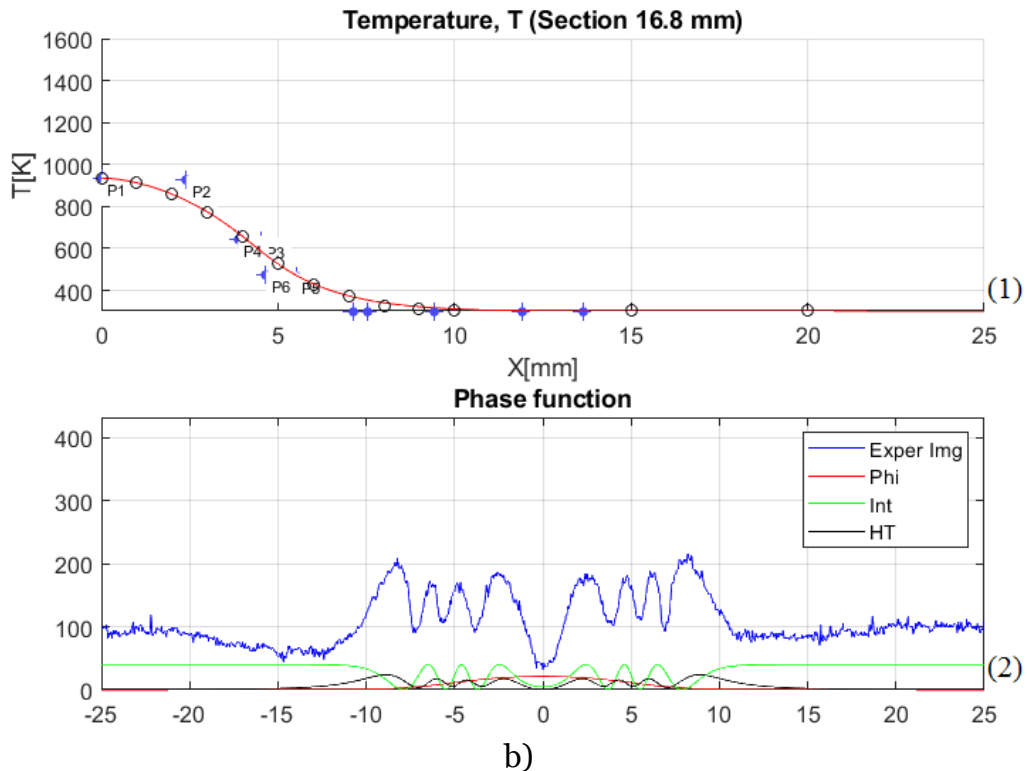 Temperature, T (Section 16.8 mm)
1600
1400
1200
1000
800
600
400
T[K]
P1
P2
P3
P4
P6
(1)
0 5 10 15 20 25
X[mm]
Phase function
400
300
200
100
0
Exper Img
Phi
Int
HT
(2)
-25 -20 -15 -10 -5 0 5 10 15 20 25
b)